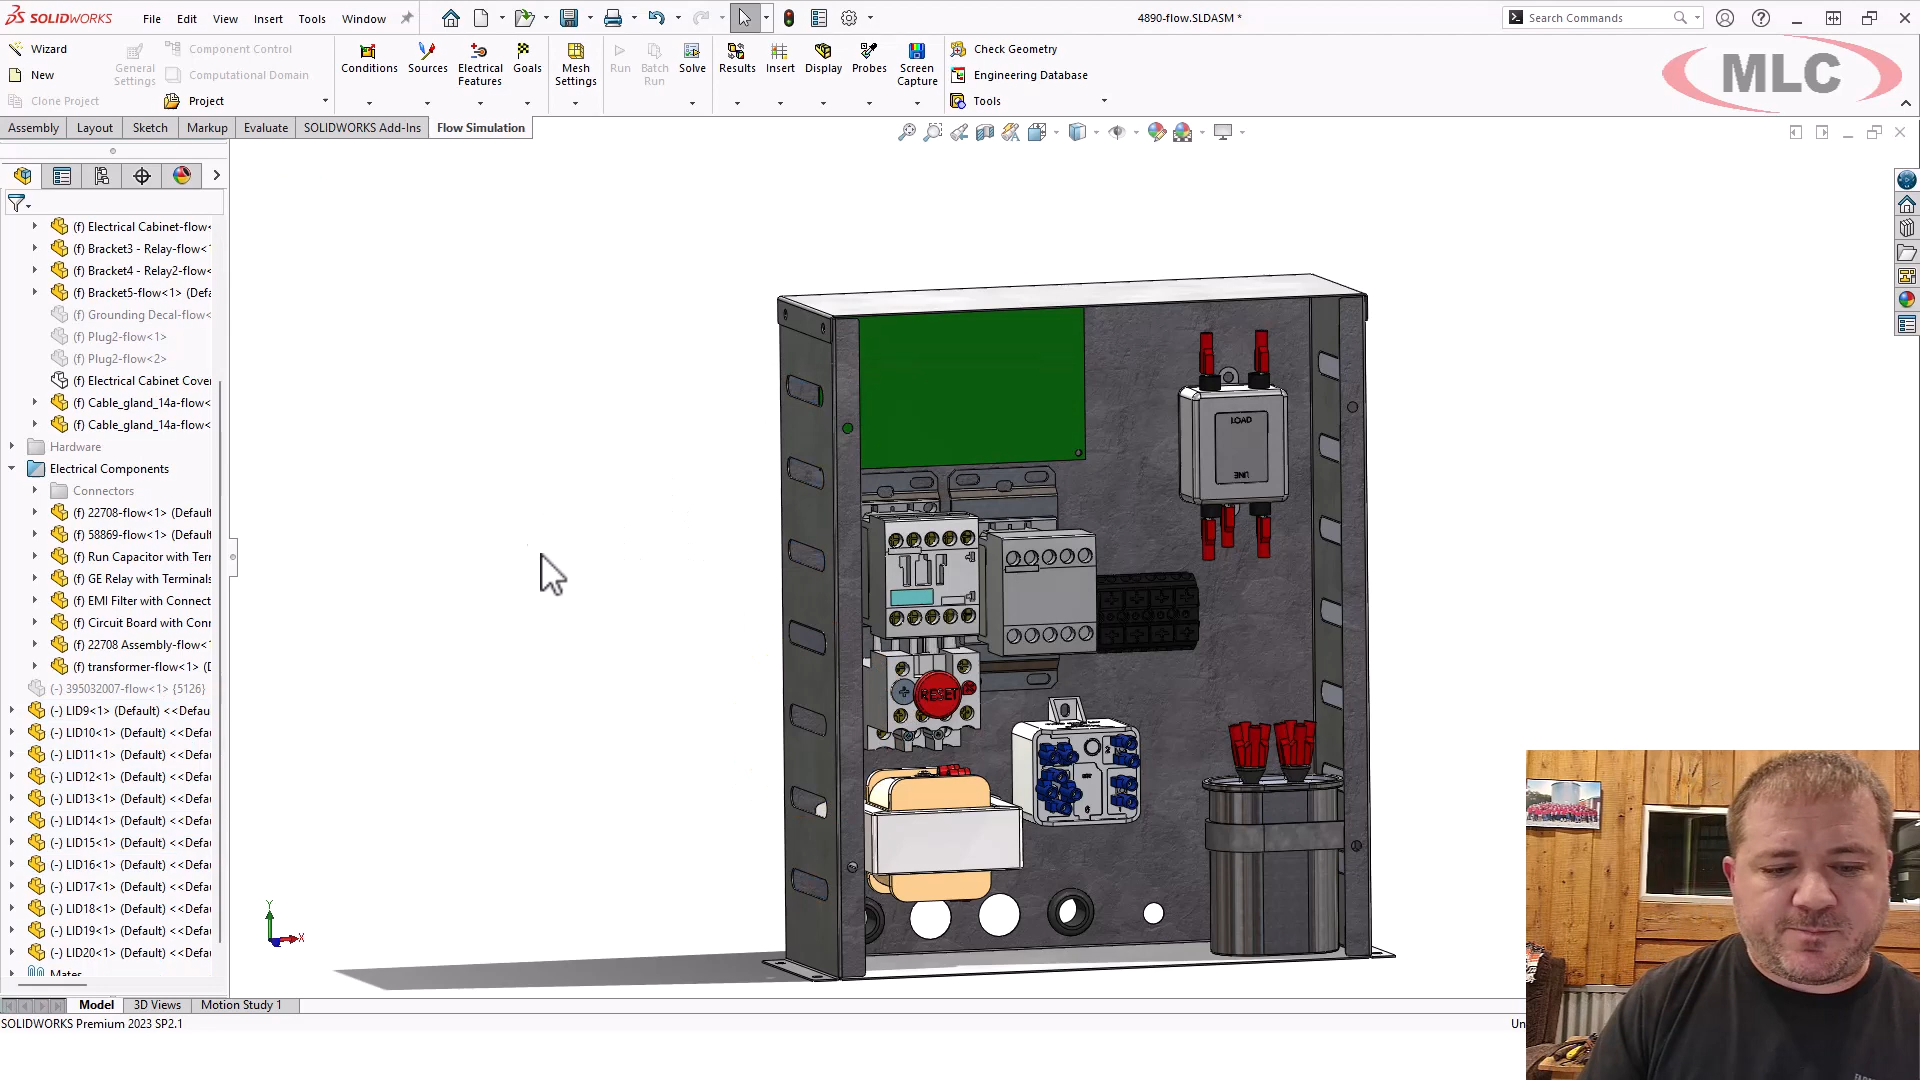 SOLIDWORKS File Edit View Insert Tools Window
4890-flow.SLDASM *
Search Commands
Wizard
New
Clone Project
General Settings
Component Control
Computational Domain
Project
Conditions
Sources
Electrical Features
Goals
Mesh Settings
Run
Batch Run
Solve
Results
Insert
Display
Probes
Screen Capture
Check Geometry
Engineering Database
Tools
MLC
Assembly Layout Sketch Markup Evaluate SOLIDWORKS Add-Ins Flow Simulation
(f) Electrical Cabinet-flow<
(f) Bracket3 - Relay-flow<
(f) Bracket4 - Relay2-flow<
(f) Bracket5-flow<1> (Defa
(f) Grounding Decal-flow<
(f) Plug2-flow<1>
(f) Plug2-flow<2>
(f) Electrical Cabinet Cover
(f) Cable_gland_14a-flow<
(f) Cable_gland_14a-flow<
Hardware
Electrical Components
Connectors
(f) 22708-flow<1> (Default
(f) 58869-flow<1> (Default
(f) Run Capacitor with Terr
(f) GE Relay with Terminals
(f) EMI Filter with Connect
(f) Circuit Board with Conn
(f) 22708 Assembly-flow<1
(f) transformer-flow<1> (D
(-) 395032007-flow<1> {5126}
(-) LID9<1> (Default) <<Defau
(-) LID10<1> (Default) <<Defa
(-) LID11<1> (Default) <<Defa
(-) LID12<1> (Default) <<Defa
(-) LID13<1> (Default) <<Defa
(-) LID14<1> (Default) <<Defa
(-) LID15<1> (Default) <<Defa
(-) LID16<1> (Default) <<Defa
(-) LID17<1> (Default) <<Defa
(-) LID18<1> (Default) <<Defa
(-) LID19<1> (Default) <<Defa
(-) LID20<1> (Default) <<Defa
Mates
LOAD
LINE
RESET
Y
X
Model 3D Views Motion Study 1
SOLIDWORKS Premium 2023 SP2.1
Un